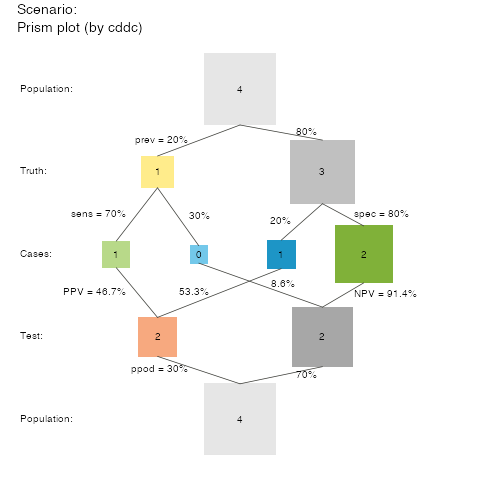 Scenario:
Prism plot (by cddc)
Population:
4
prev = 20%
80%
Truth:
1
3
sens = 70%
30%
20%
spec = 80%
Cases:
1
0
1
2
PPV = 46.7%
53.3%
8.6%
NPV = 91.4%
Test:
2
2
ppod = 30%
70%
Population:
4